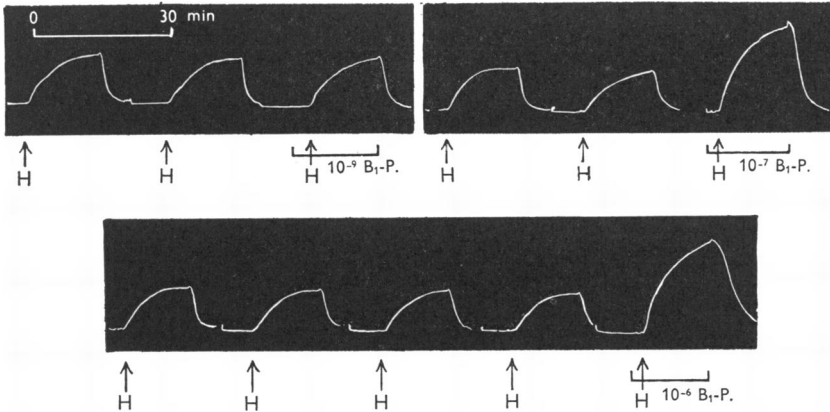 0 30 min
H H H 10⁻⁹ B₁-P. H H H 10⁻⁷ B₁-P.
H H H H H 10⁻⁶ B₁-P.